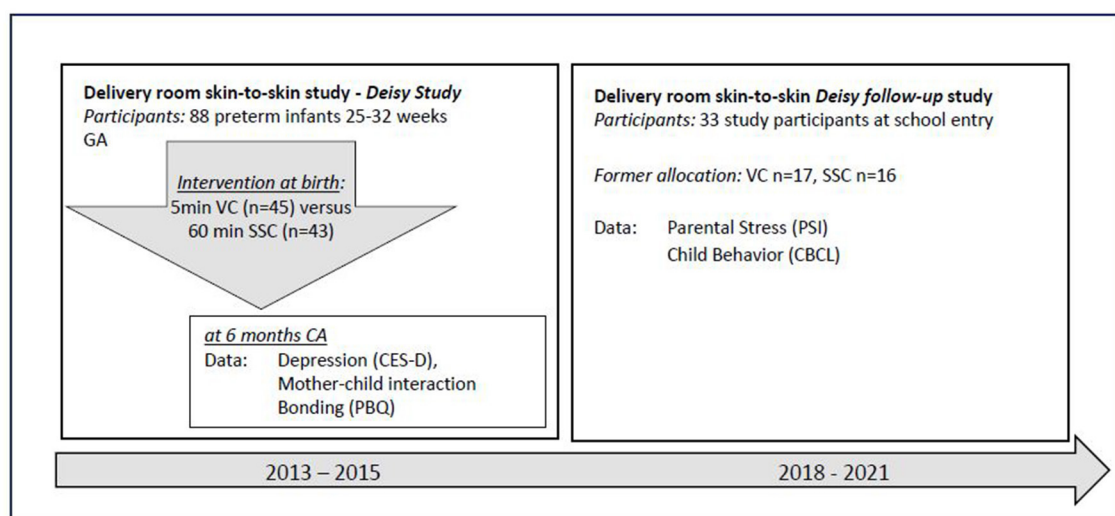 Delivery room skin-to-skin study - Deisy Study
Participants: 88 preterm infants 25-32 weeks
GA
Intervention at birth:
5min VC (n=45) versus
60 min SSC (n=43)
at 6 months CA
Data: Depression (CES-D),
Mother-child interaction
Bonding (PBQ)
Delivery room skin-to-skin Deisy follow-up study
Participants: 33 study participants at school entry
Former allocation: VC n=17, SSC n=16
Data: Parental Stress (PSI)
Child Behavior (CBCL)
2013 – 2015
2018 - 2021